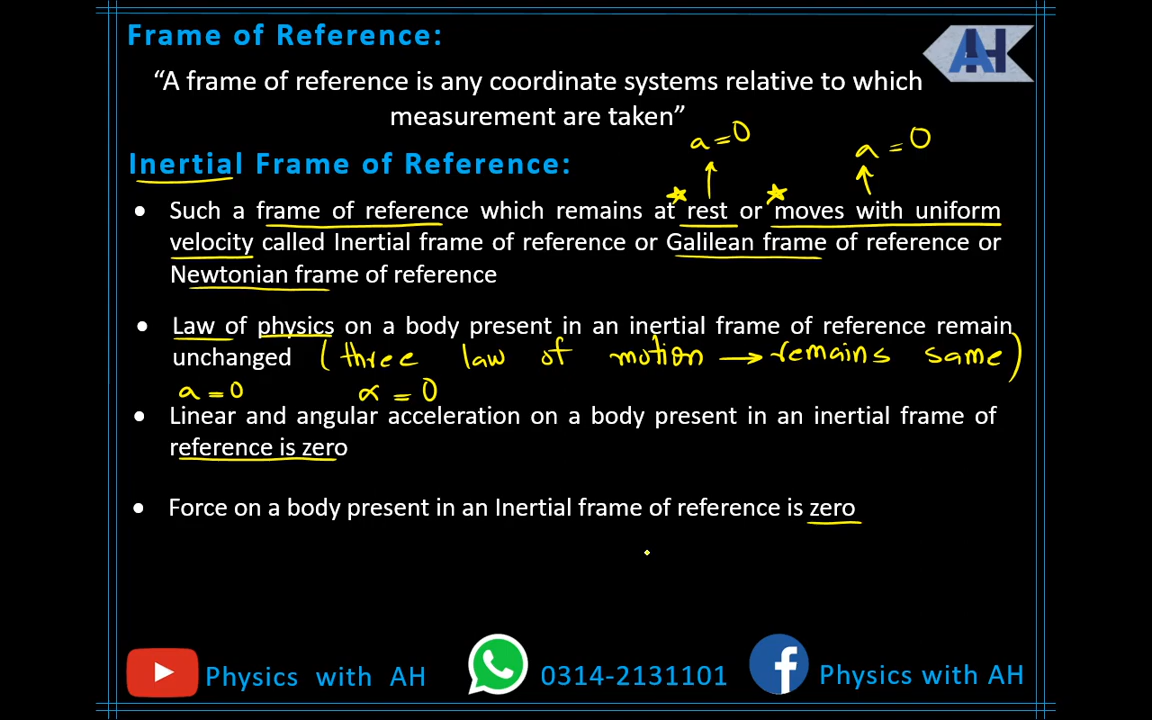 Frame of Reference:
AH
“A frame of reference is any coordinate systems relative to which
measurement are taken”
a = 0
a = 0
Inertial Frame of Reference:
• Such a frame of reference which remains at rest or moves with uniform
velocity called Inertial frame of reference or Galilean frame of reference or
Newtonian frame of reference
• Law of physics on a body present in an inertial frame of reference remain
unchanged (three law of motion → remains same)
a = 0 α = 0
• Linear and angular acceleration on a body present in an inertial frame of
reference is zero
• Force on a body present in an Inertial frame of reference is zero
Physics with AH 0314-2131101 Physics with AH